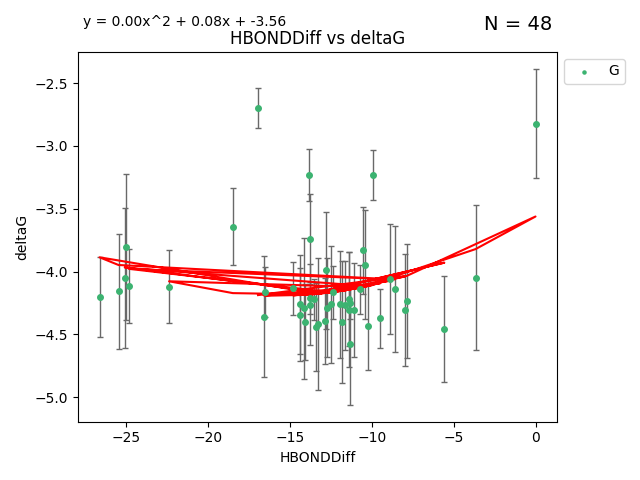 y = 0.00x^2 + 0.08x + -3.56
N = 48
HBONDDiff vs deltaG
G
deltaG
−2.5
−3.0
−3.5
−4.0
−4.5
−5.0
−25
−20
−15
−10
−5
0
HBONDDiff